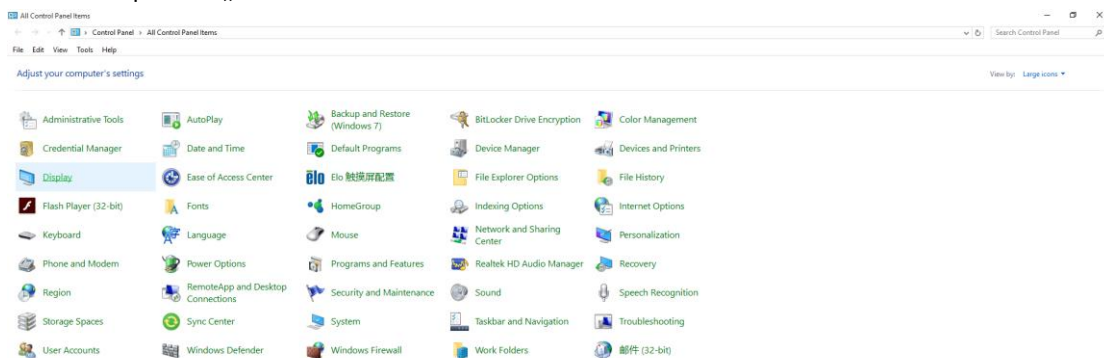 All Control Panel Items
Control Panel › All Control Panel Items
Search Control Panel
File Edit View Tools Help
Adjust your computer's settings
View by: Large icons
Administrative Tools
AutoPlay
Backup and Restore
(Windows 7)
BitLocker Drive Encryption
Color Management
Credential Manager
Date and Time
Default Programs
Device Manager
Devices and Printers
Display
Ease of Access Center
elo Elo 触摸屏配置
File Explorer Options
File History
Flash Player (32-bit)
Fonts
HomeGroup
Indexing Options
Internet Options
Keyboard
Language
Mouse
Network and Sharing
Center
Personalization
Phone and Modem
Power Options
Programs and Features
Realtek HD Audio Manager
Recovery
Region
RemoteApp and Desktop
Connections
Security and Maintenance
Sound
Speech Recognition
Storage Spaces
Sync Center
System
Taskbar and Navigation
Troubleshooting
User Accounts
Windows Defender
Windows Firewall
Work Folders
邮件 (32-bit)